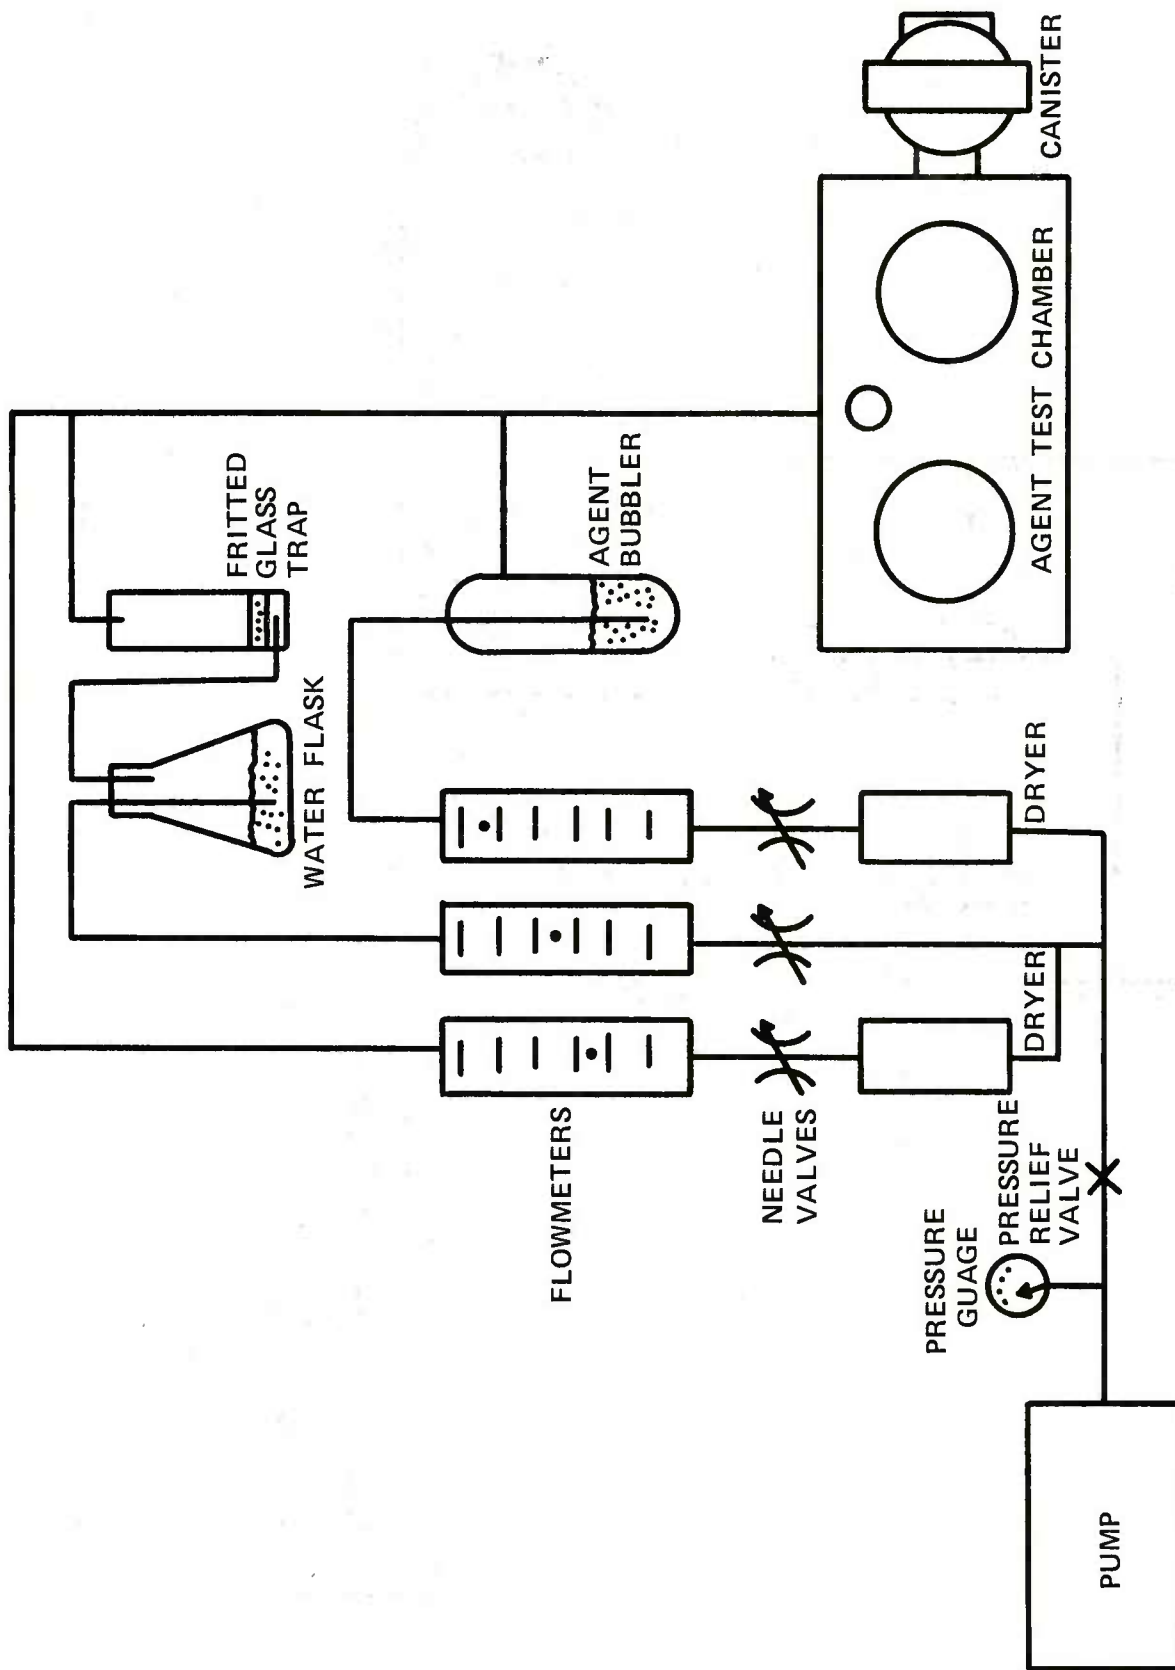 FRITTED
GLASS
TRAP
WATER FLASK
AGENT
BUBBLER
FLOWMETERS
NEEDLE
VALVES
DRYER
DRYER
CANISTER
AGENT TEST CHAMBER
PRESSURE
GUAGE
PRESSURE
RELIEF
VALVE
PUMP